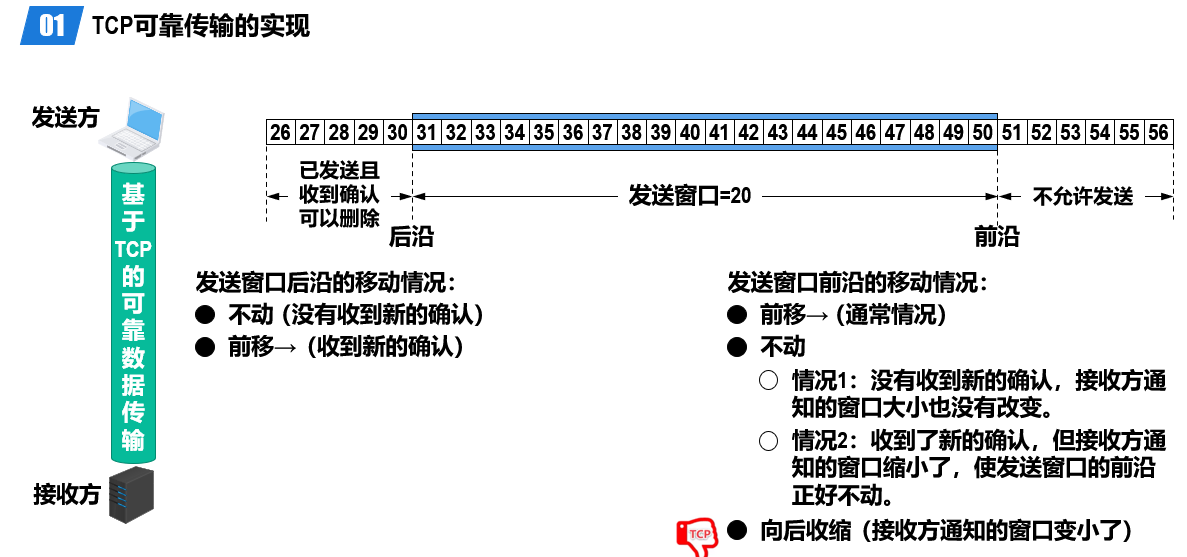 01 TCP可靠传输的实现
发送方
26 27 28 29 30 31 32 33 34 35 36 37 38 39 40 41 42 43 44 45 46 47 48 49 50 51 52 53 54 55 56
已发送且
收到确认
可以删除
发送窗口=20
不允许发送
后沿
前沿
基于TCP的可靠数据传输
接收方
发送窗口后沿的移动情况：
● 不动（没有收到新的确认）
● 前移→（收到新的确认）
发送窗口前沿的移动情况：
● 前移→（通常情况）
● 不动
○ 情况1：没有收到新的确认，接收方通
知的窗口大小也没有改变。
○ 情况2：收到了新的确认，但接收方通
知的窗口缩小了，使发送窗口的前沿
正好不动。
TCP
● 向后收缩（接收方通知的窗口变小了）